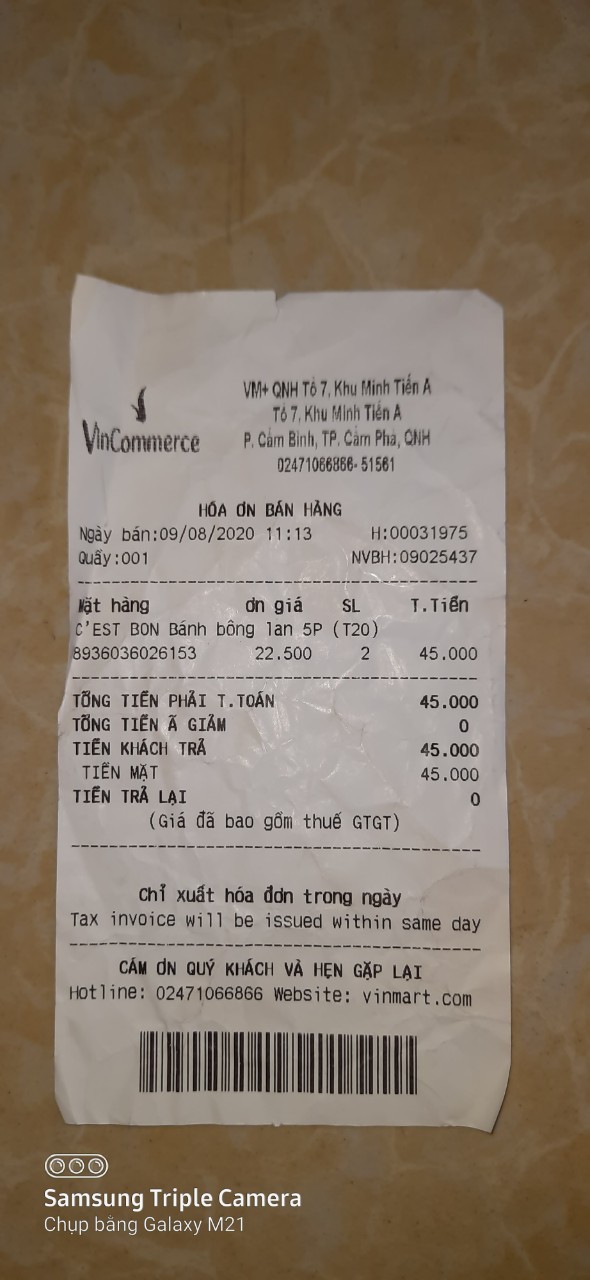 VinCommerce
VM+ QNH Tổ 7, Khu Minh Tiến A
Tổ 7, Khu Minh Tiến A
P. Cẩm Bình, TP. Cẩm Phả, QNH
02471066866- 51561
HÓA ƠN BÁN HÀNG
Ngày bán:09/08/2020 11:13 H:00031975
Quầy:001 NVBH:09025437
Mặt hàng ơn giá SL T.Tiền
C'EST BON Bánh bông lan 5P (T20)
8936036026153 22.500 2 45.000
TỔNG TIỀN PHẢI T.TOÁN 45.000
TỔNG TIỀN Ã GIẢM 0
TIỀN KHÁCH TRẢ 45.000
TIỀN MẶT 45.000
TIỀN TRẢ LẠI 0
(Giá đã bao gồm thuế GTGT)
Chỉ xuất hóa đơn trong ngày
Tax invoice will be issued within same day
CÁM ƠN QUÝ KHÁCH VÀ HẸN GẶP LẠI
Hotline: 02471066866 Website: vinmart.com
Samsung Triple Camera
Chụp bằng Galaxy M21